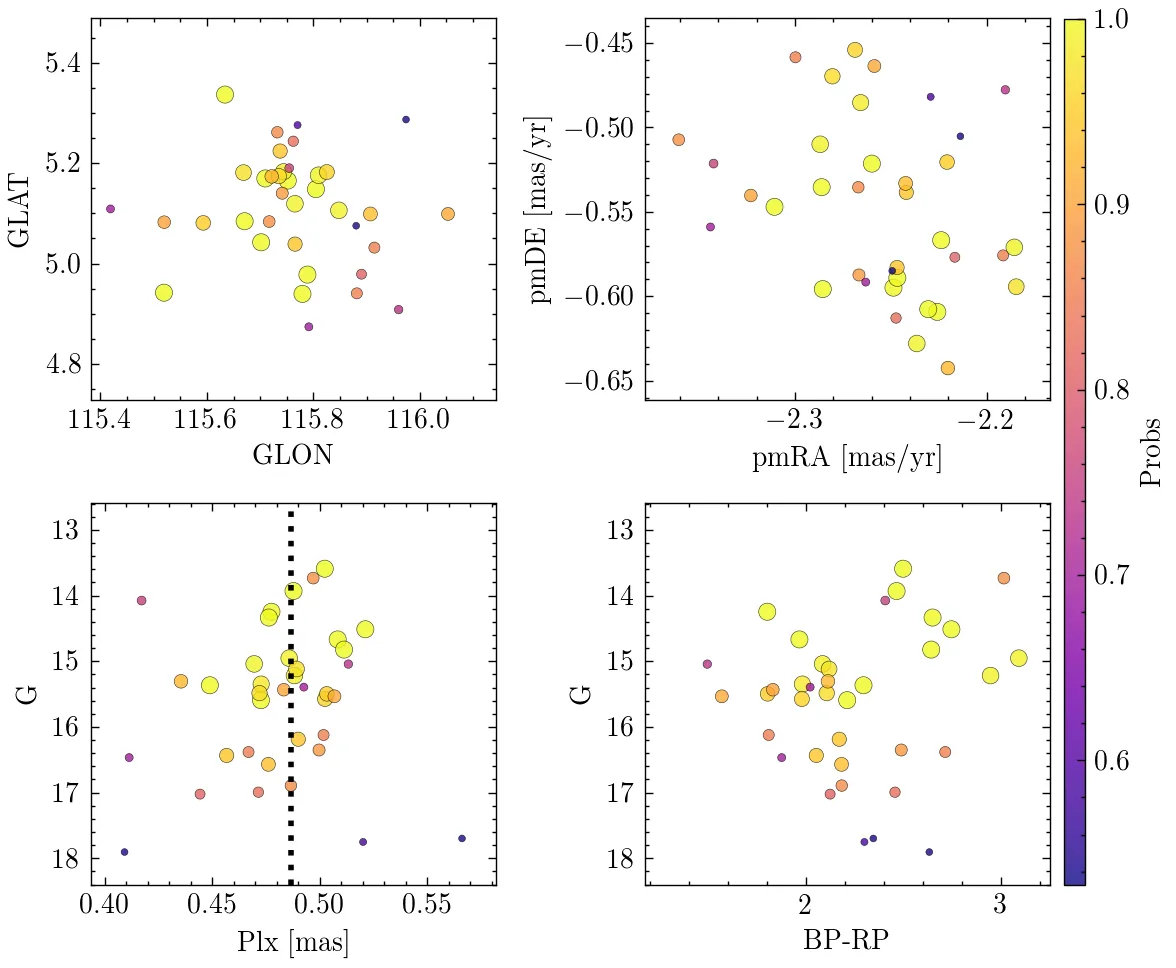 5.4
5.2
5.0
4.8
GLAT
115.4 115.6 115.8 116.0
GLON
−0.45
−0.50
−0.55
−0.60
−0.65
pmDE [mas/yr]
−2.3 −2.2
pmRA [mas/yr]
13
14
15
16
17
18
G
0.40 0.45 0.50 0.55
Plx [mas]
13
14
15
16
17
18
G
2 3
BP-RP
1.0
0.9
0.8
0.7
0.6
Probs